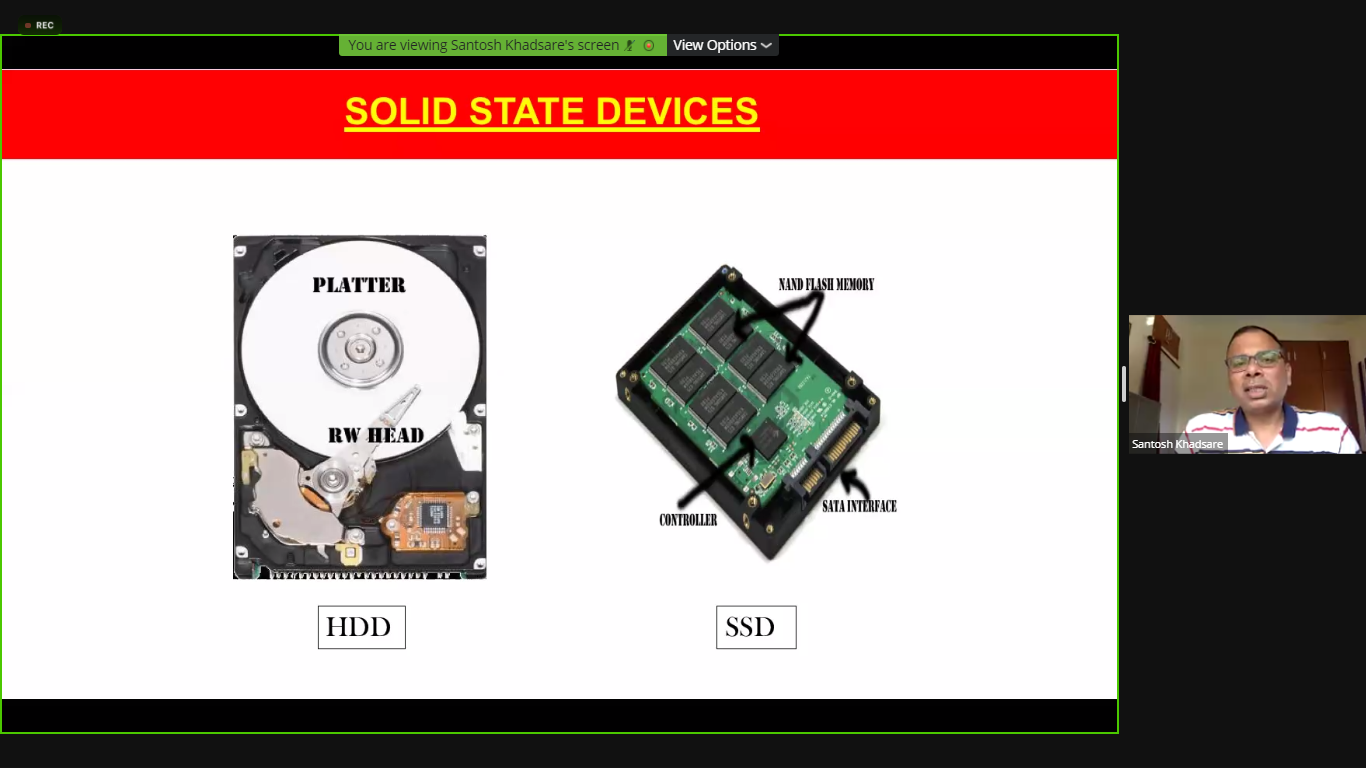 REC
You are viewing Santosh Khadsare's screen
View Options
SOLID STATE DEVICES
PLATTER
RW HEAD
NAND FLASH MEMORY
CONTROLLER
SATA INTERFACE
HDD
SSD
Santosh Khadsare